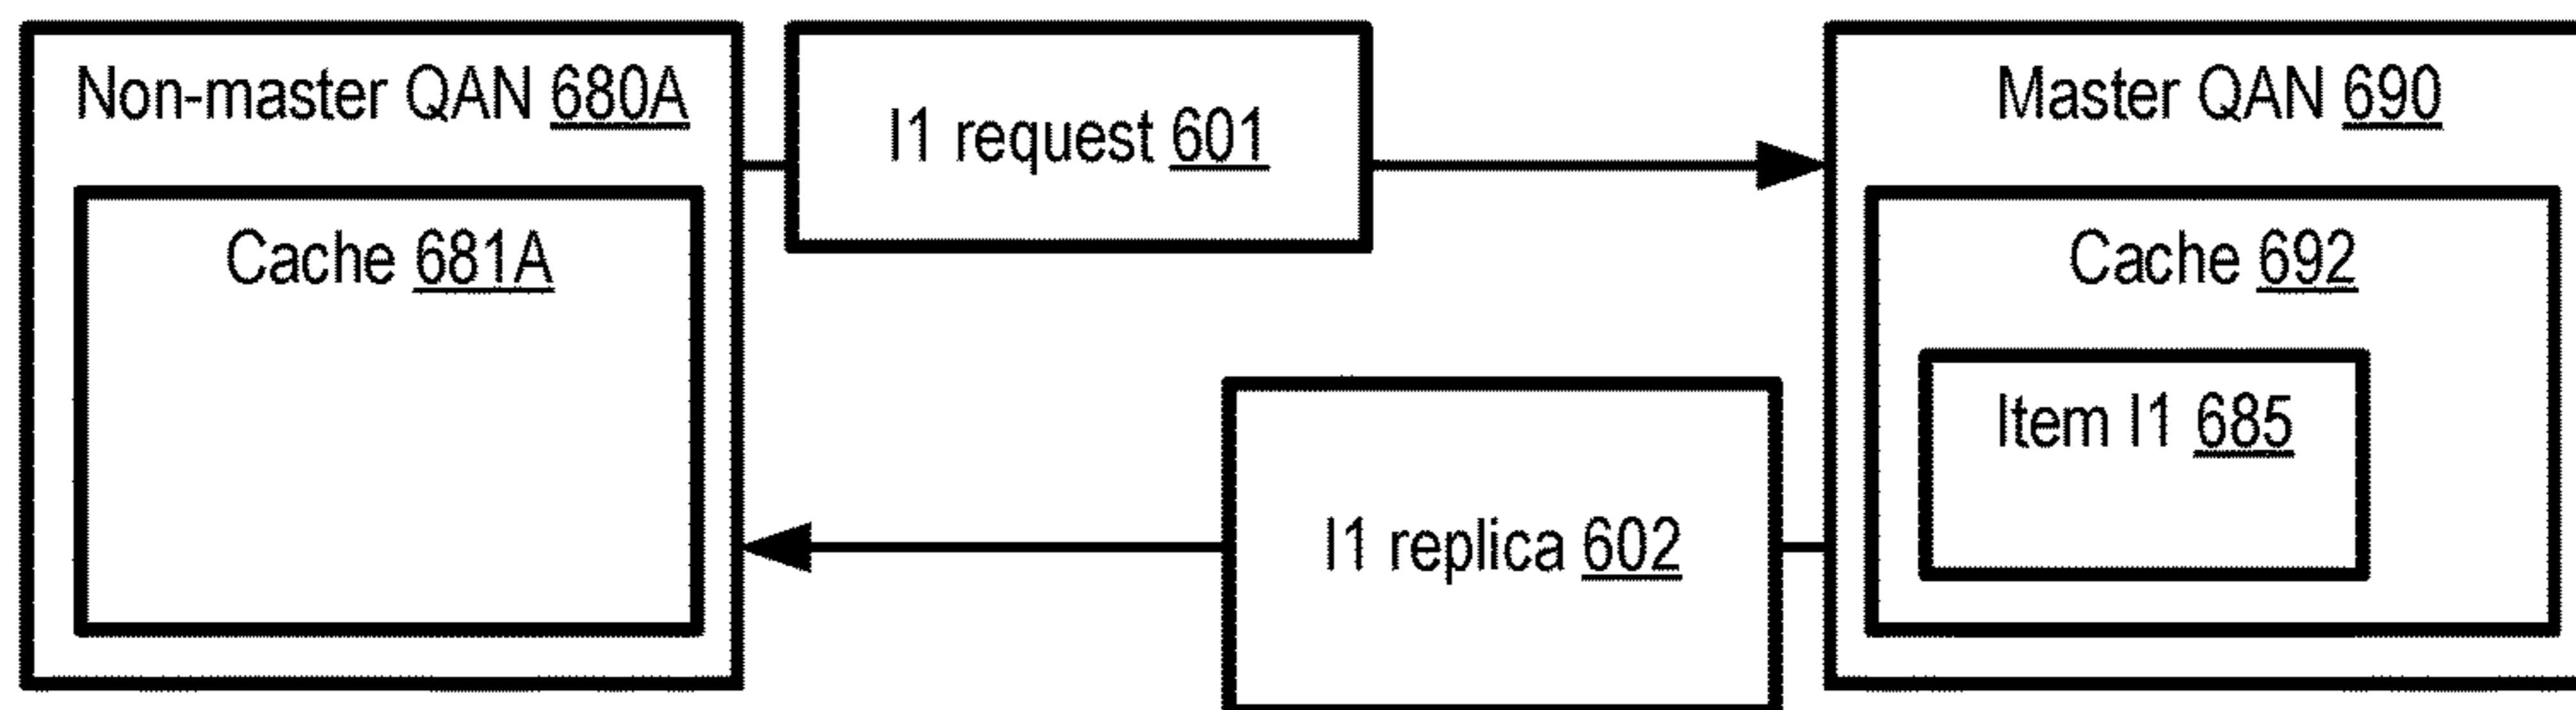 Non-master QAN 680A
I1 request 601
Master QAN 690
Cache 681A
Cache 692
Item I1 685
I1 replica 602